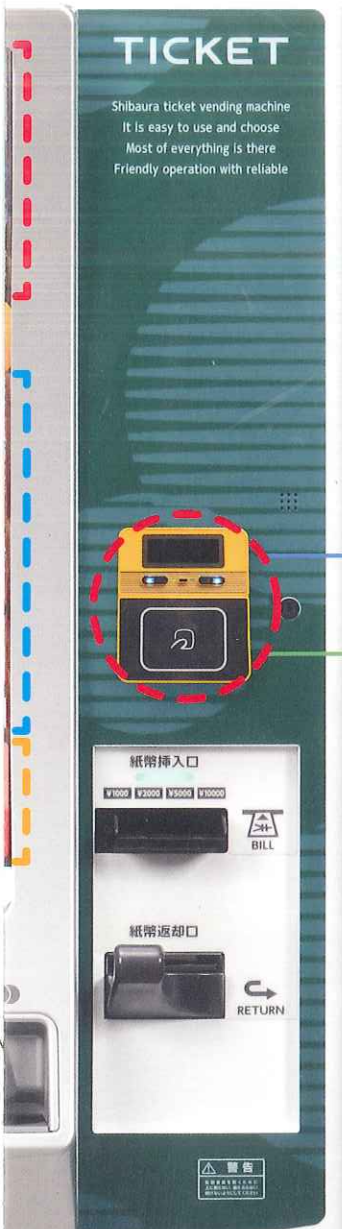 TICKET
Shibaura ticket vending machine
It is easy to use and choose
Most of everything is there
Friendly operation with reliable
紙幣挿入口
¥1000 ¥2000 ¥5000 ¥10000
BILL
紙幣返却口
RETURN
警告